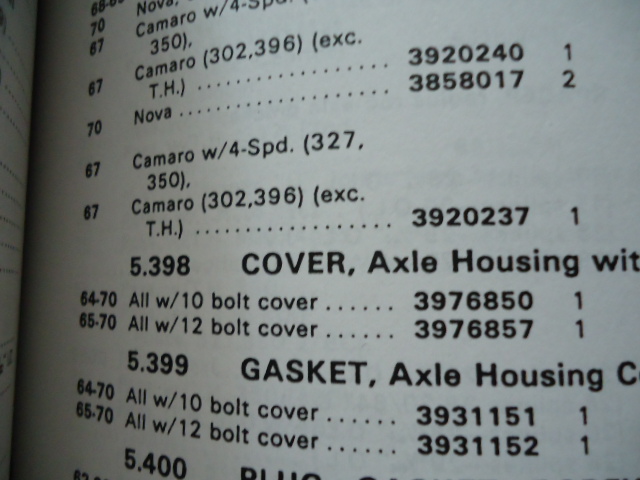 68-
70 Nova,
67 Camaro w/4-Spd.
350),
67 Camaro (302,396) (exc.
T.H.) .................. 3920240 1
70 Nova .................... 3858017 2
67 Camaro w/4-Spd. (327,
350),
67 Camaro (302,396) (exc.
T.H.) .................. 3920237 1
5.398 COVER, Axle Housing wit
64-70 All w/10 bolt cover ...... 3976850 1
65-70 All w/12 bolt cover ...... 3976857 1
5.399 GASKET, Axle Housing C
64-70 All w/10 bolt cover ...... 3931151 1
65-70 All w/12 bolt cover ...... 3931152 1
5.400